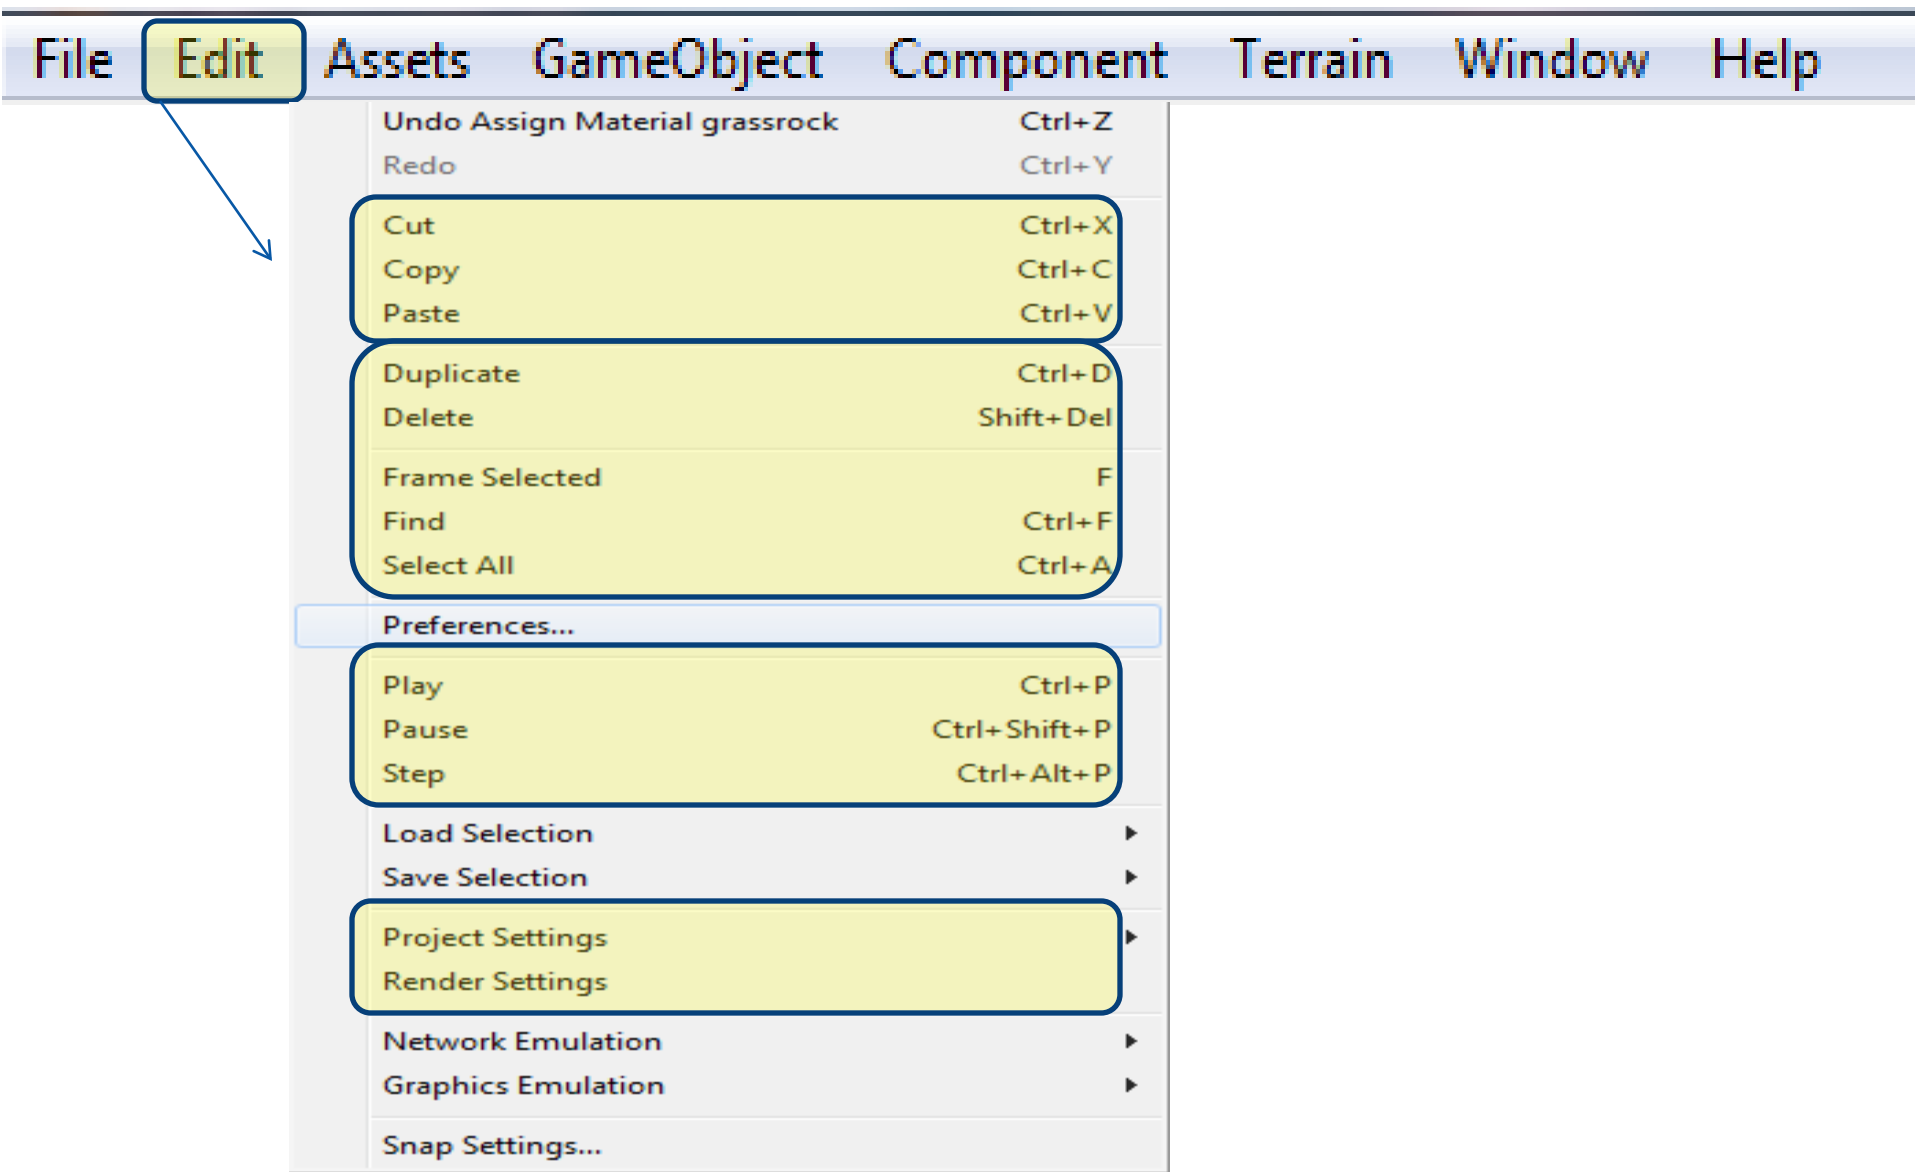 File Edit Assets GameObject Component Terrain Window Help
Undo Assign Material grassrock Ctrl+Z
Redo Ctrl+Y
Cut Ctrl+X
Copy Ctrl+C
Paste Ctrl+V
Duplicate Ctrl+D
Delete Shift+Del
Frame Selected F
Find Ctrl+F
Select All Ctrl+A
Preferences...
Play Ctrl+P
Pause Ctrl+Shift+P
Step Ctrl+Alt+P
Load Selection
Save Selection
Project Settings
Render Settings
Network Emulation
Graphics Emulation
Snap Settings...